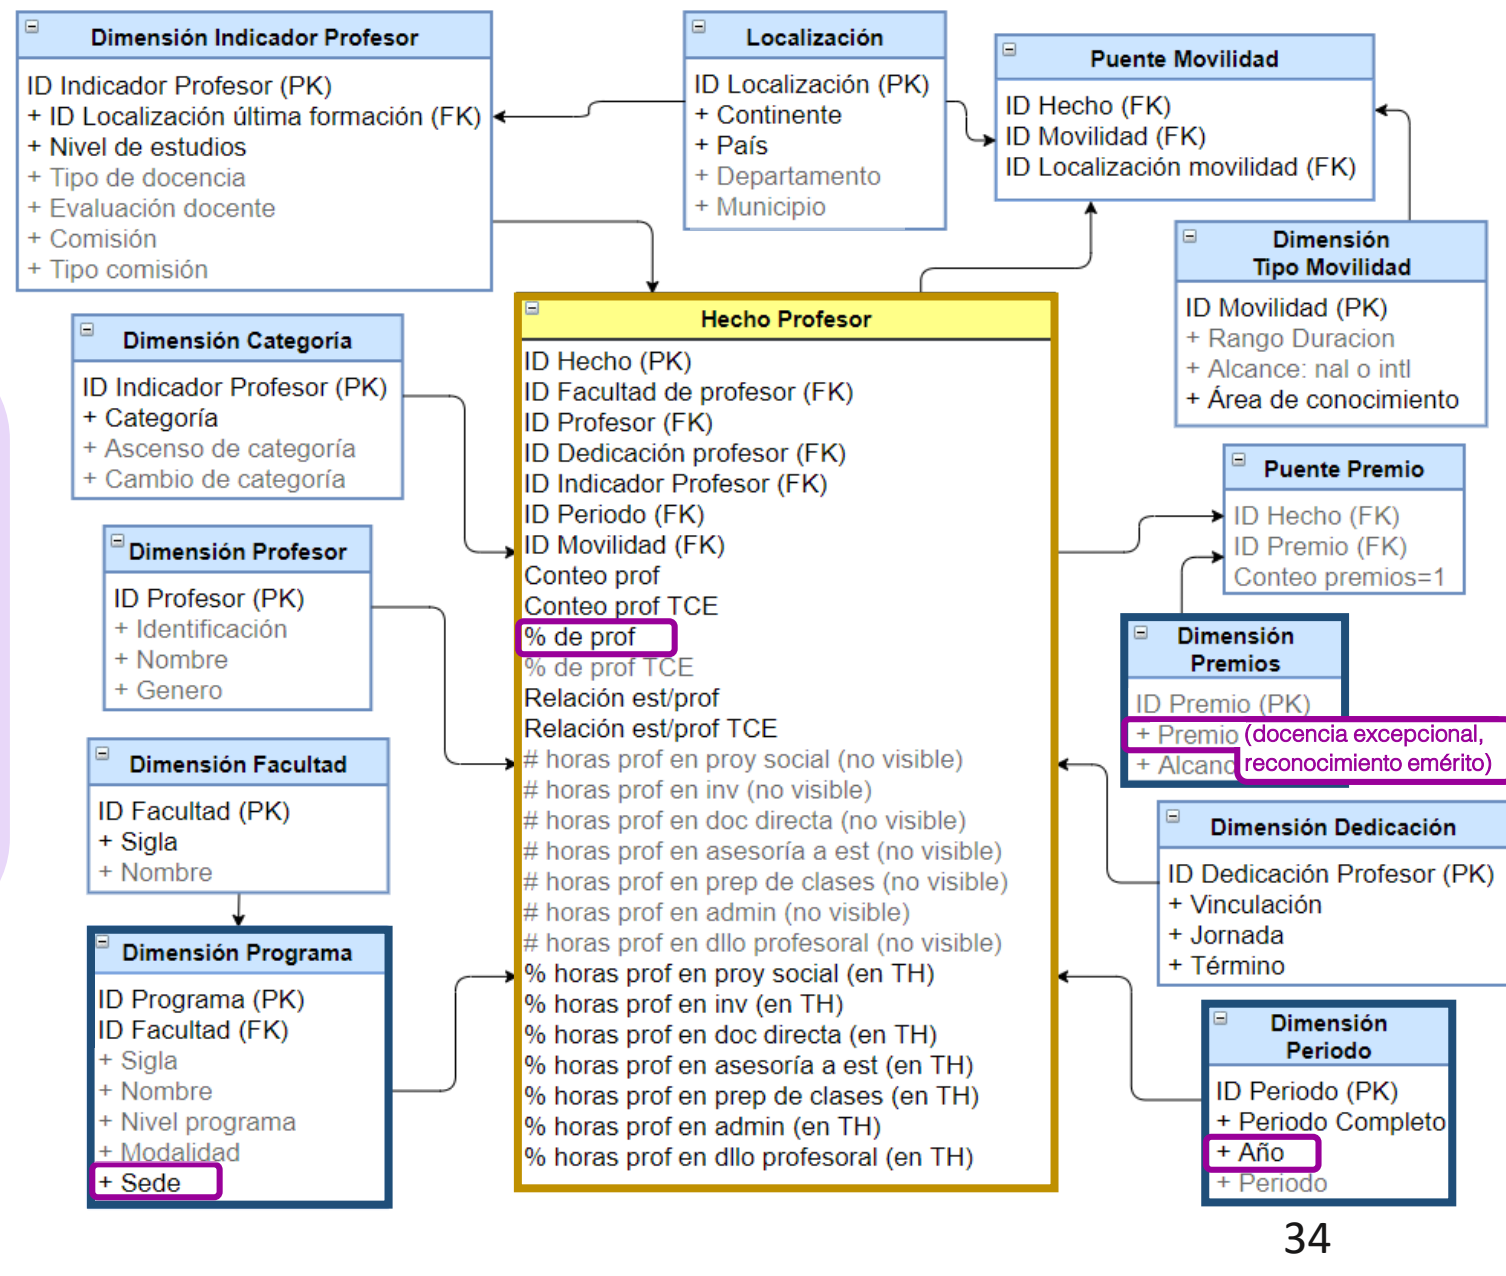 Dimensión Indicador Profesor
ID Indicador Profesor (PK)
+ ID Localización última formación (FK)
+ Nivel de estudios
+ Tipo de docencia
+ Evaluación docente
+ Comisión
+ Tipo comisión
Localización
ID Localización (PK)
+ Continente
+ País
+ Departamento
+ Municipio
Puente Movilidad
ID Hecho (FK)
ID Movilidad (FK)
ID Localización movilidad (FK)
Dimensión
Tipo Movilidad
ID Movilidad (PK)
+ Rango Duracion
+ Alcance: nal o intl
+ Área de conocimiento
Dimensión Categoría
ID Indicador Profesor (PK)
+ Categoría
+ Ascenso de categoría
+ Cambio de categoría
Dimensión Profesor
ID Profesor (PK)
+ Identificación
+ Nombre
+ Genero
Dimensión Facultad
ID Facultad (PK)
+ Sigla
+ Nombre
Dimensión Programa
ID Programa (PK)
ID Facultad (FK)
+ Sigla
+ Nombre
+ Nivel programa
+ Modalidad
+ Sede
Hecho Profesor
ID Hecho (PK)
ID Facultad de profesor (FK)
ID Profesor (FK)
ID Dedicación profesor (FK)
ID Indicador Profesor (FK)
ID Periodo (FK)
ID Movilidad (FK)
Conteo prof
Conteo prof TCE
% de prof
% de prof TCE
Relación est/prof
Relación est/prof TCE
# horas prof en proy social (no visible)
# horas prof en inv (no visible)
# horas prof en doc directa (no visible)
# horas prof en asesoría a est (no visible)
# horas prof en prep de clases (no visible)
# horas prof en admin (no visible)
# horas prof en dllo profesoral (no visible)
% horas prof en proy social (en TH)
% horas prof en inv (en TH)
% horas prof en doc directa (en TH)
% horas prof en asesoría a est (en TH)
% horas prof en prep de clases (en TH)
% horas prof en admin (en TH)
% horas prof en dllo profesoral (en TH)
Puente Premio
ID Hecho (FK)
ID Premio (FK)
Conteo premios=1
Dimensión
Premios
ID Premio (PK)
+ Premio (docencia excepcional,
+ Alcanc reconocimiento emérito)
Dimensión Dedicación
ID Dedicación Profesor (PK)
+ Vinculación
+ Jornada
+ Término
Dimensión
Periodo
ID Periodo (PK)
+ Periodo Completo
+ Año
+ Periodo
34